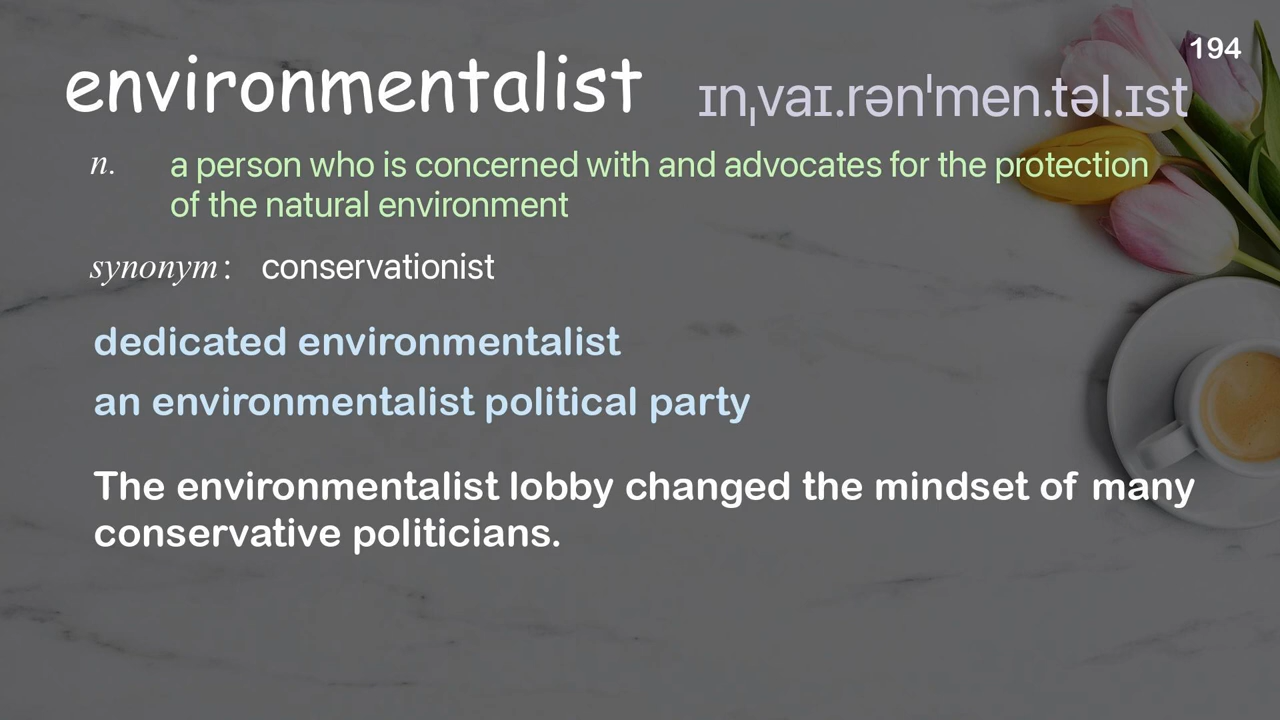 194
environmentalist ɪnˌvaɪ.rənˈmen.təl.ɪst
n. a person who is concerned with and advocates for the protection
of the natural environment
synonym: conservationist
dedicated environmentalist
an environmentalist political party
The environmentalist lobby changed the mindset of many
conservative politicians.